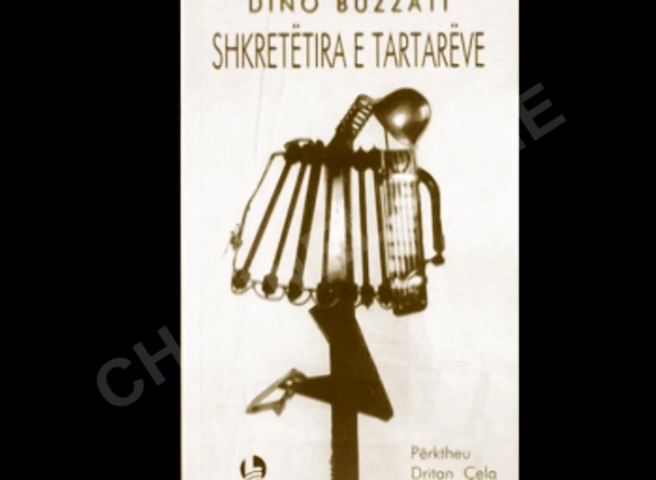 DINO BUZZATI
SHKRETËTIRA E TARTARËVE
Përktheu
Dritan Çela